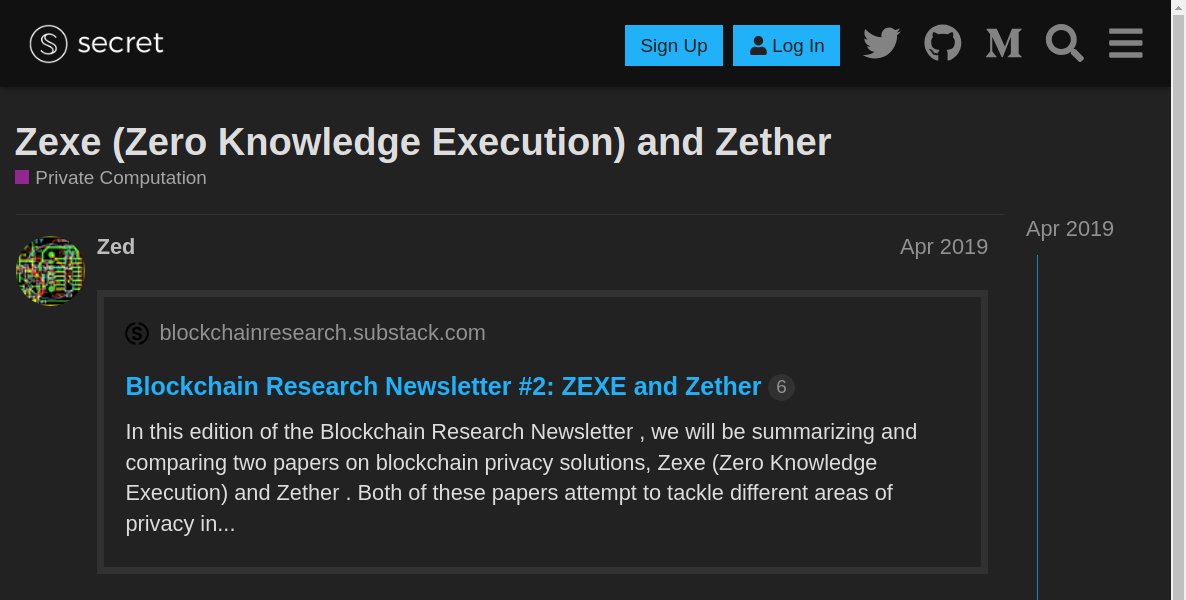 secret
Sign Up
Log In
Zexe (Zero Knowledge Execution) and Zether
Private Computation
Zed
Apr 2019
Apr 2019
blockchainresearch.substack.com
Blockchain Research Newsletter #2: ZEXE and Zether 6
In this edition of the Blockchain Research Newsletter , we will be summarizing and
comparing two papers on blockchain privacy solutions, Zexe (Zero Knowledge
Execution) and Zether . Both of these papers attempt to tackle different areas of
privacy in...